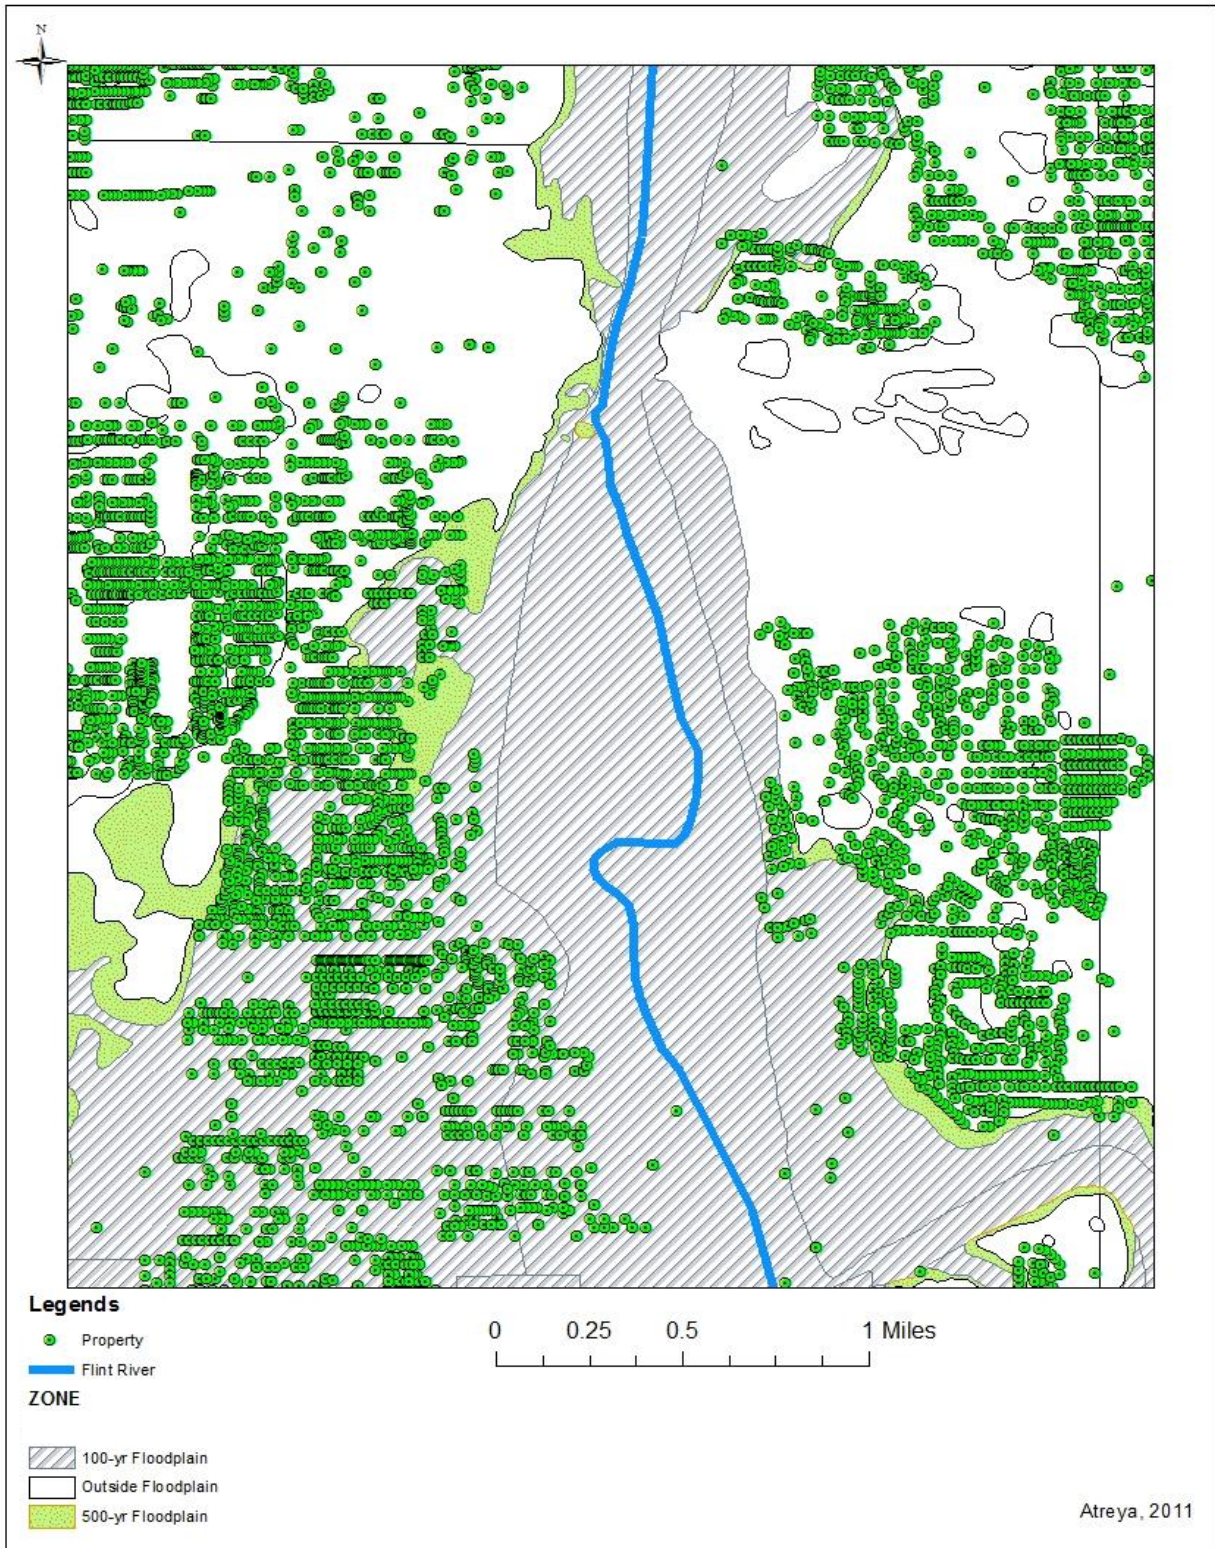 N
Legends
Property
Flint River
ZONE
100-yr Floodplain
Outside Floodplain
500-yr Floodplain
0 0.25 0.5 1 Miles
Atreya, 2011